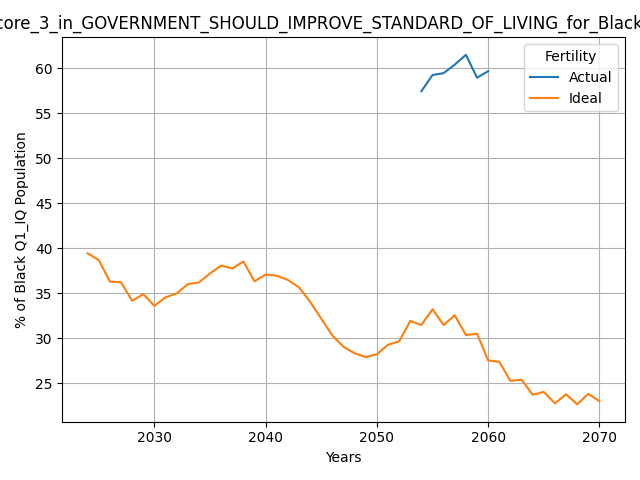 core_3_in_GOVERNMENT_SHOULD_IMPROVE_STANDARD_OF_LIVING_for_Black
Fertility
Actual
Ideal
60
55
50
45
40
35
30
25
% of Black Q1_IQ Population
2030 2040 2050 2060 2070
Years